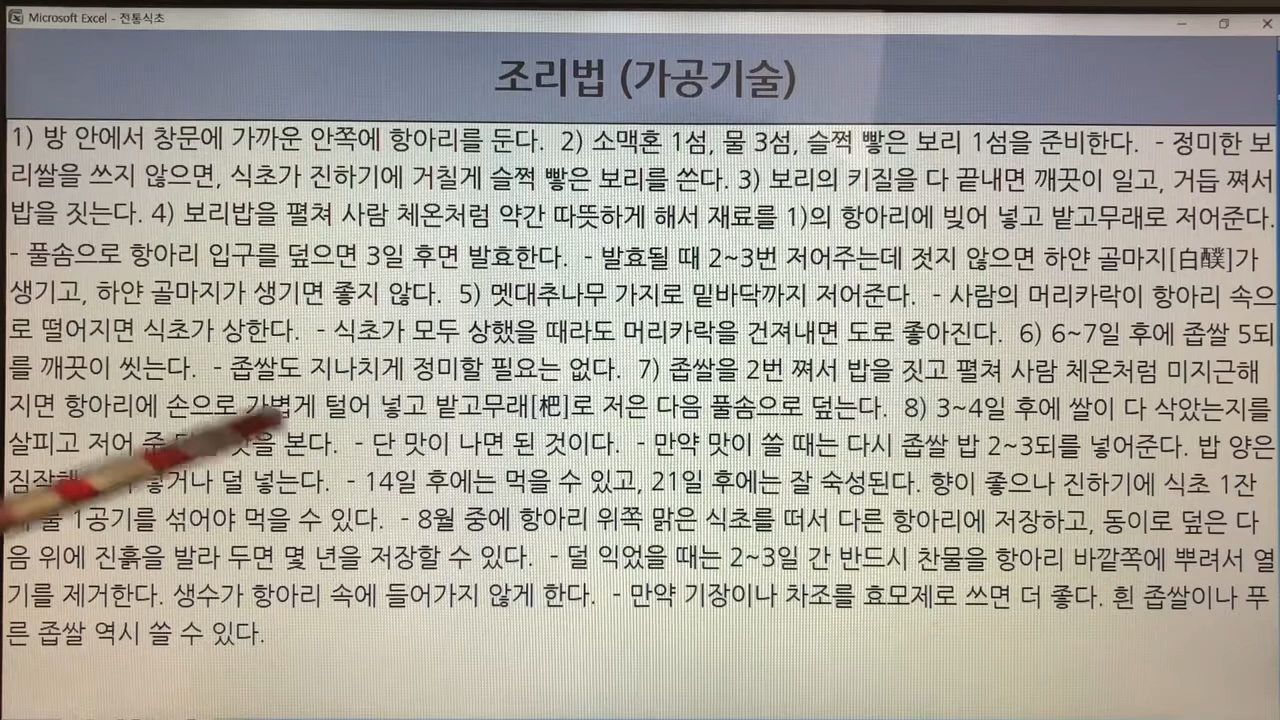 Microsoft Excel - 전통식초
조리법 (가공기술)
1) 방 안에서 창문에 가까운 안쪽에 항아리를 둔다. 2) 소맥혼 1섬, 물 3섬, 슬쩍 빻은 보리 1섬을 준비한다. - 정미한 보
리쌀을 쓰지 않으면, 식초가 진하기에 거칠게 슬쩍 빻은 보리를 쓴다. 3) 보리의 키질을 다 끝내면 깨끗이 일고, 거듭 쪄서
밥을 짓는다. 4) 보리밥을 펼쳐 사람 체온처럼 약간 따뜻하게 해서 재료를 1)의 항아리에 빚어 넣고 밭고무래로 저어준다.
- 풀솜으로 항아리 입구를 덮으면 3일 후면 발효한다. - 발효될 때 2~3번 저어주는데 젓지 않으면 하얀 골마지[白醭]가
생기고, 하얀 골마지가 생기면 좋지 않다. 5) 멧대추나무 가지로 밑바닥까지 저어준다. - 사람의 머리카락이 항아리 속으
로 떨어지면 식초가 상한다. - 식초가 모두 상했을 때라도 머리카락을 건져내면 도로 좋아진다. 6) 6~7일 후에 좁쌀 5되
를 깨끗이 씻는다. - 좁쌀도 지나치게 정미할 필요는 없다. 7) 좁쌀을 2번 쪄서 밥을 짓고 펼쳐 사람 체온처럼 미지근해
지면 항아리에 손으로 가볍게 털어 넣고 밭고무래[杷]로 저은 다음 풀솜으로 덮는다. 8) 3~4일 후에 쌀이 다 삭았는지를
살피고 저어 준 본다. - 단 맛이 나면 된 것이다. - 만약 맛이 쓸 때는 다시 좁쌀 밥 2~3되를 넣어준다. 밥 양은
넣거나 덜 넣는다. - 14일 후에는 먹을 수 있고, 21일 후에는 잘 숙성된다. 향이 좋으나 진하기에 식초 1잔
물 1공기를 섞어야 먹을 수 있다. - 8월 중에 항아리 위쪽 맑은 식초를 떠서 다른 항아리에 저장하고, 동이로 덮은 다
음 위에 진흙을 발라 두면 몇 년을 저장할 수 있다. - 덜 익었을 때는 2~3일 간 반드시 찬물을 항아리 바깥쪽에 뿌려서 열
기를 제거한다. 생수가 항아리 속에 들어가지 않게 한다. - 만약 기장이나 차조를 효모제로 쓰면 더 좋다. 흰 좁쌀이나 푸
른 좁쌀 역시 쓸 수 있다.